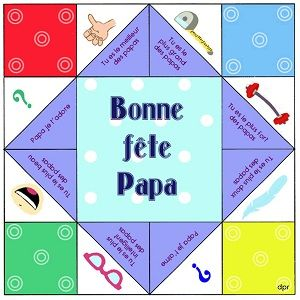 Tu es le meilleur
des papas
Tu es le
plus grand
des papas
Papa je t'adore
Tu es le plus fort
des papas
Bonne
fête
Papa
Tu es le plus beau
des papas
Tu es le plus doux
des papas
Tu es le plus
intelligent
des papas
Papa je t'aime
dpr